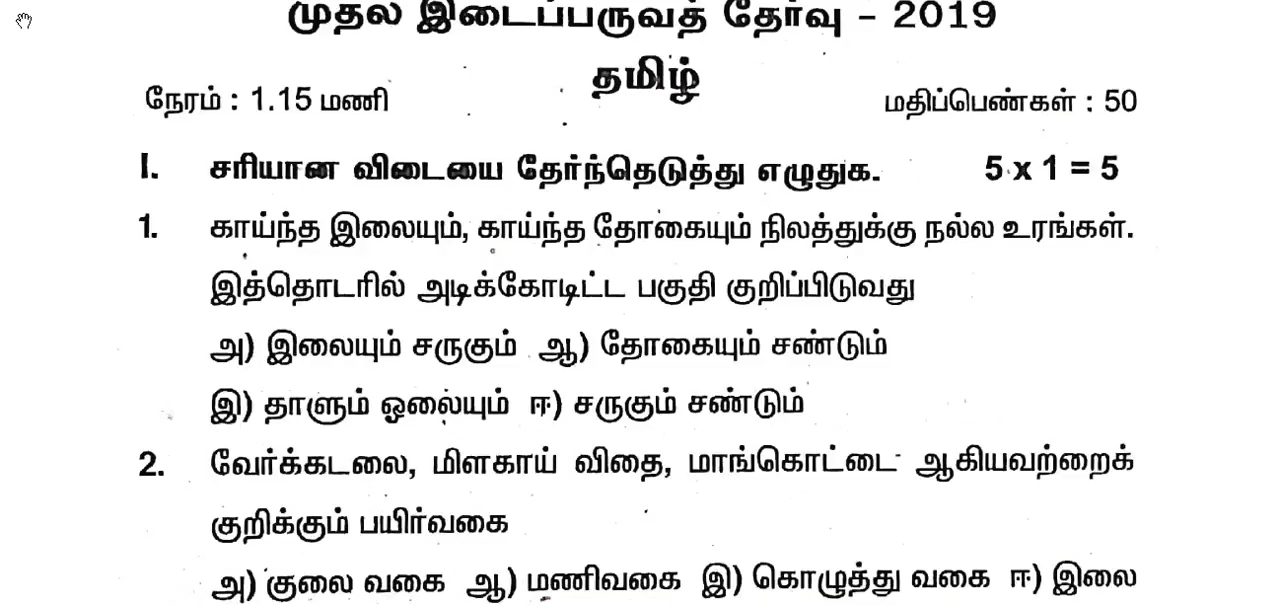 முதல் இடைப்பருவத் தேர்வு – 2019
தமிழ்
நேரம் : 1.15 மணி மதிப்பெண்கள் : 50
I. சரியான விடையை தேர்ந்தெடுத்து எழுதுக. 5 x 1 = 5
1. காய்ந்த இலையும், காய்ந்த தோகையும் நிலத்துக்கு நல்ல உரங்கள்.
இத்தொடரில் அடிக்கோடிட்ட பகுதி குறிப்பிடுவது
அ) இலையும் சருகும் ஆ) தோகையும் சண்டும்
இ) தாளும் ஓலையும் ஈ) சருகும் சண்டும்
2. வேர்க்கடலை, மிளகாய் விதை, மாங்கொட்டை ஆகியவற்றைக்
குறிக்கும் பயிர்வகை
அ) குலை வகை ஆ) மணிவகை இ) கொழுத்து வகை ஈ) இலை